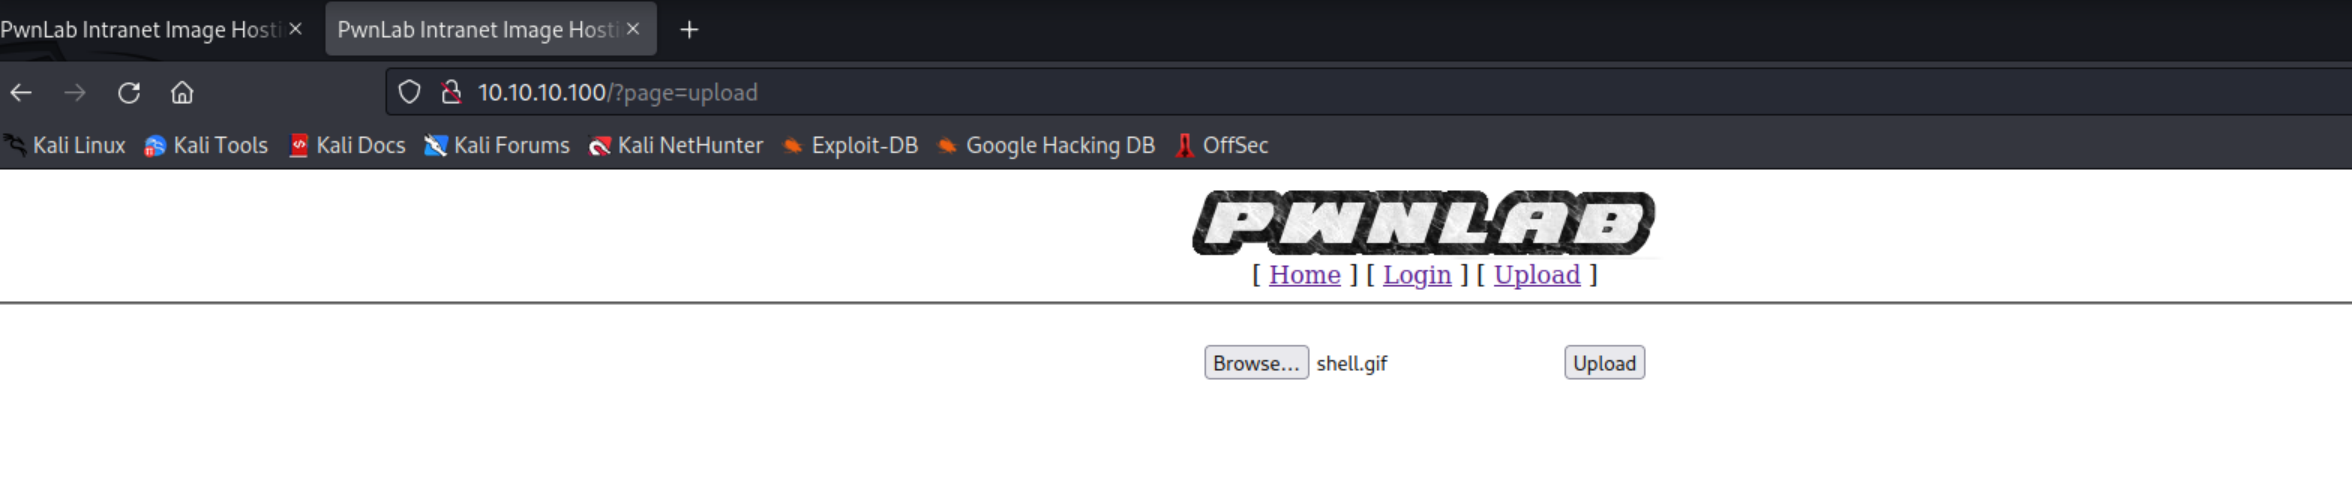 PwnLab Intranet Image Hosti PwnLab Intranet Image Hosti
10.10.10.100/?page=upload
Kali Linux Kali Tools Kali Docs Kali Forums Kali NetHunter Exploit-DB Google Hacking DB OffSec
PWNLAB
[ Home ] [ Login ] [ Upload ]
Browse... shell.gif Upload